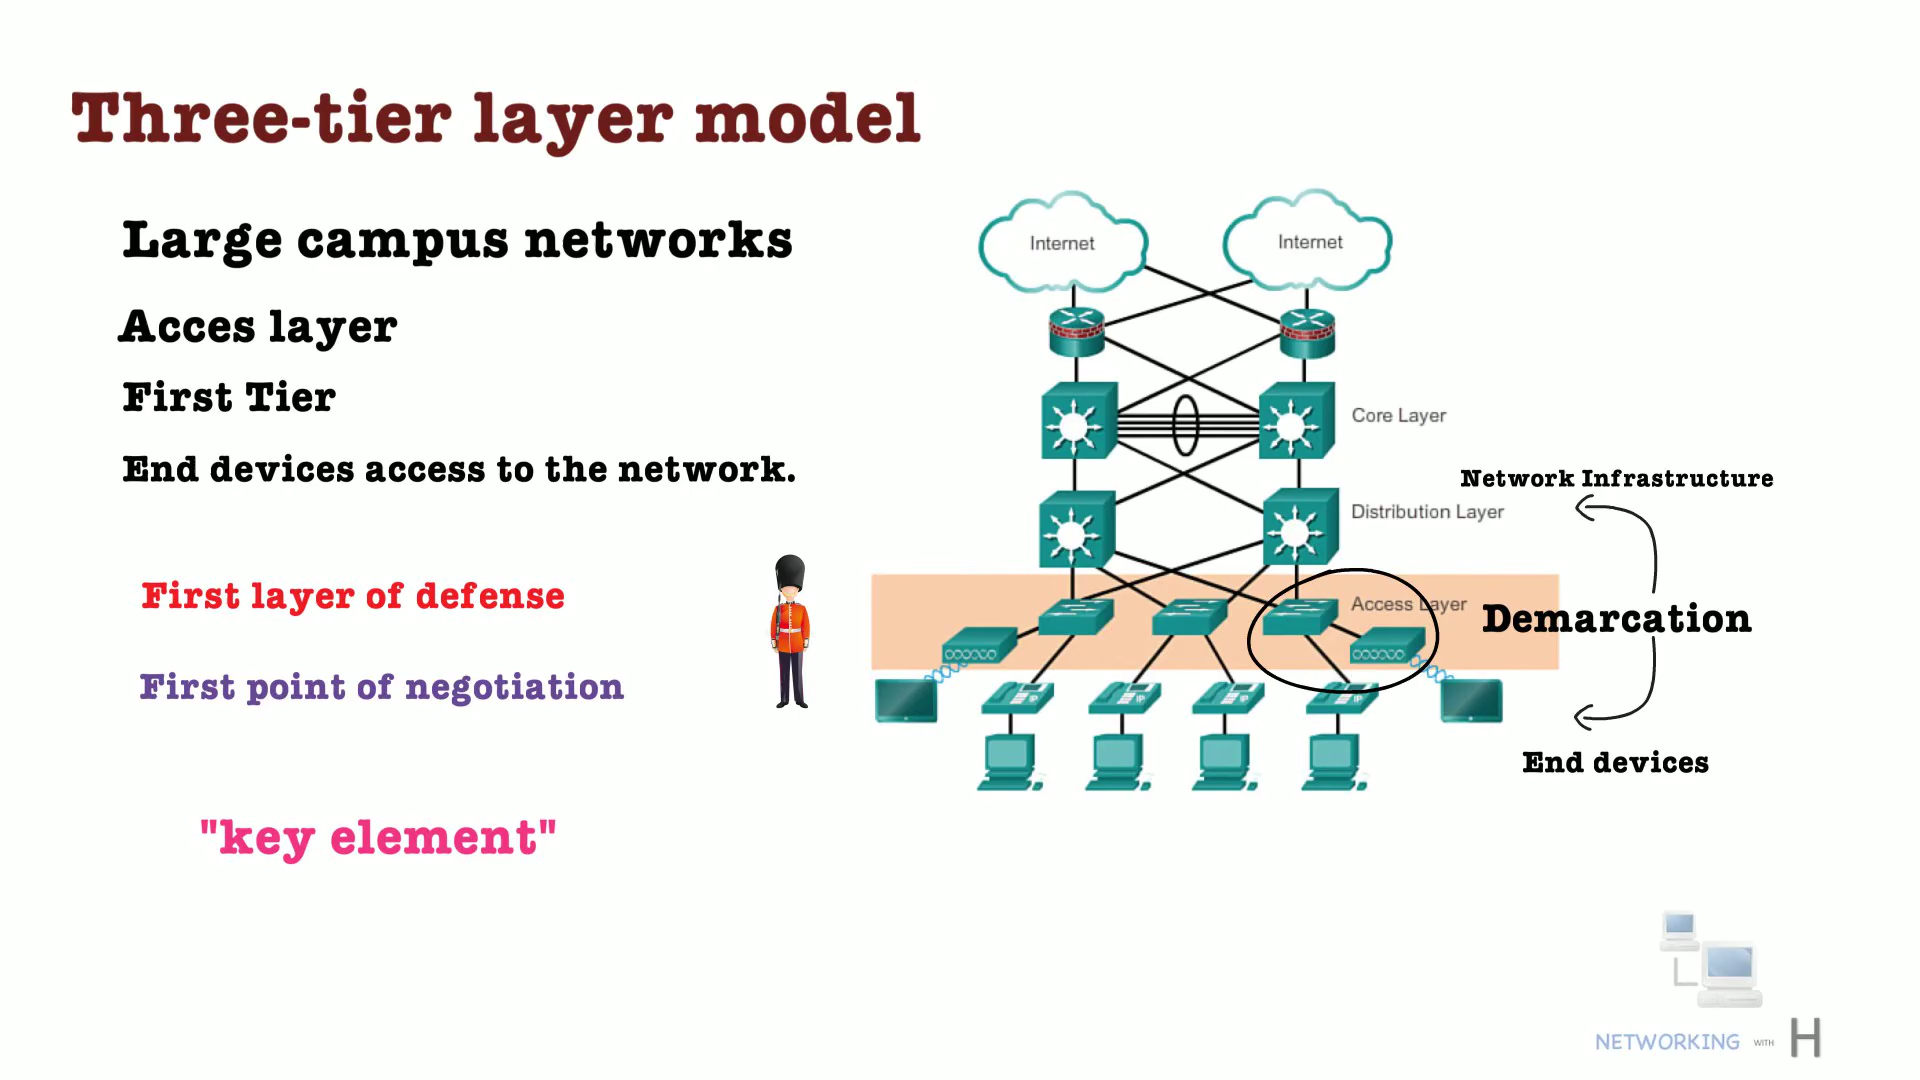 Three-tier layer model
Large campus networks
Acces layer
First Tier
End devices access to the network.
First layer of defense
First point of negotiation
"key element"
Internet
Internet
Core Layer
Distribution Layer
Access Layer
Network Infrastructure
Demarcation
End devices
NETWORKING WITH H